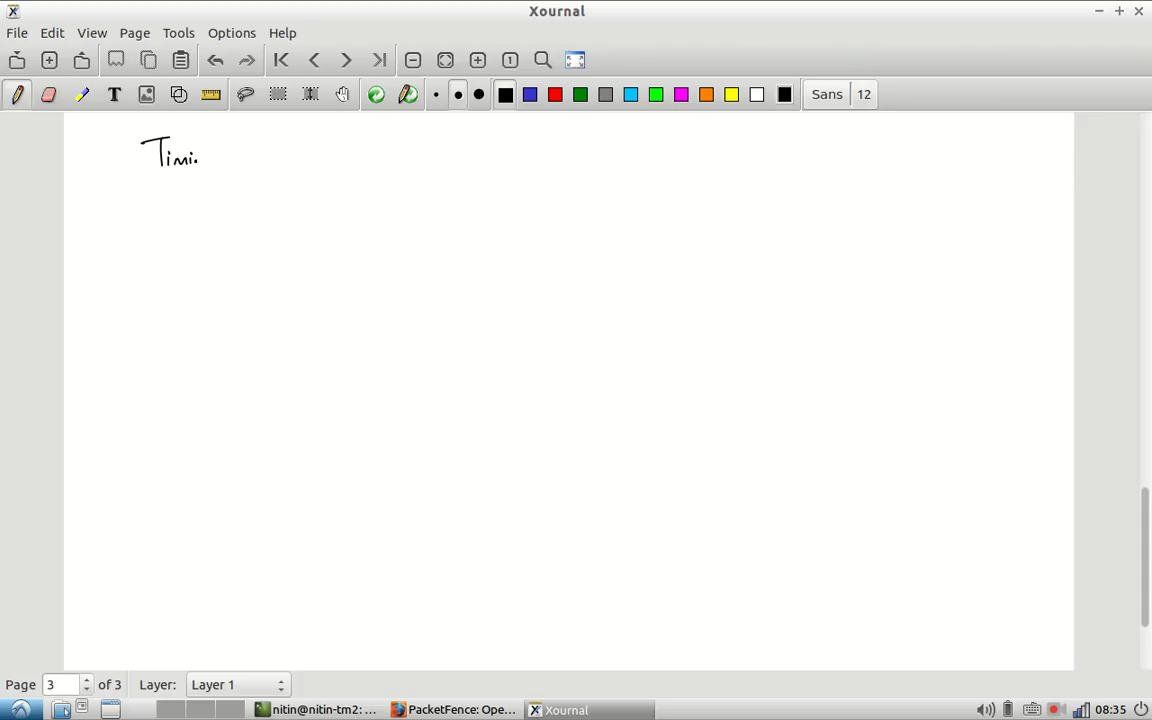 Xournal
File Edit View Page Tools Options Help
T Sans 12
Timi
Page 3 of 3 Layer: Layer 1
nitin@nitin-tm2: ... PacketFence: Ope... Xournal 08:35